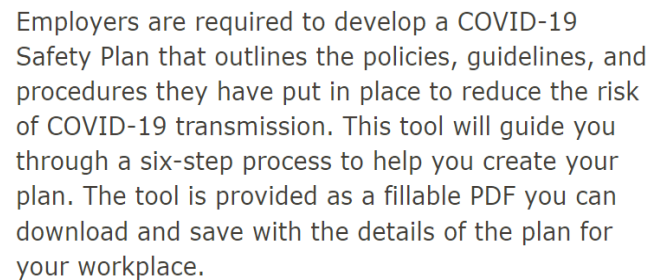 Employers are required to develop a COVID-19
Safety Plan that outlines the policies, guidelines, and
procedures they have put in place to reduce the risk
of COVID-19 transmission. This tool will guide you
through a six-step process to help you create your
plan. The tool is provided as a fillable PDF you can
download and save with the details of the plan for
your workplace.